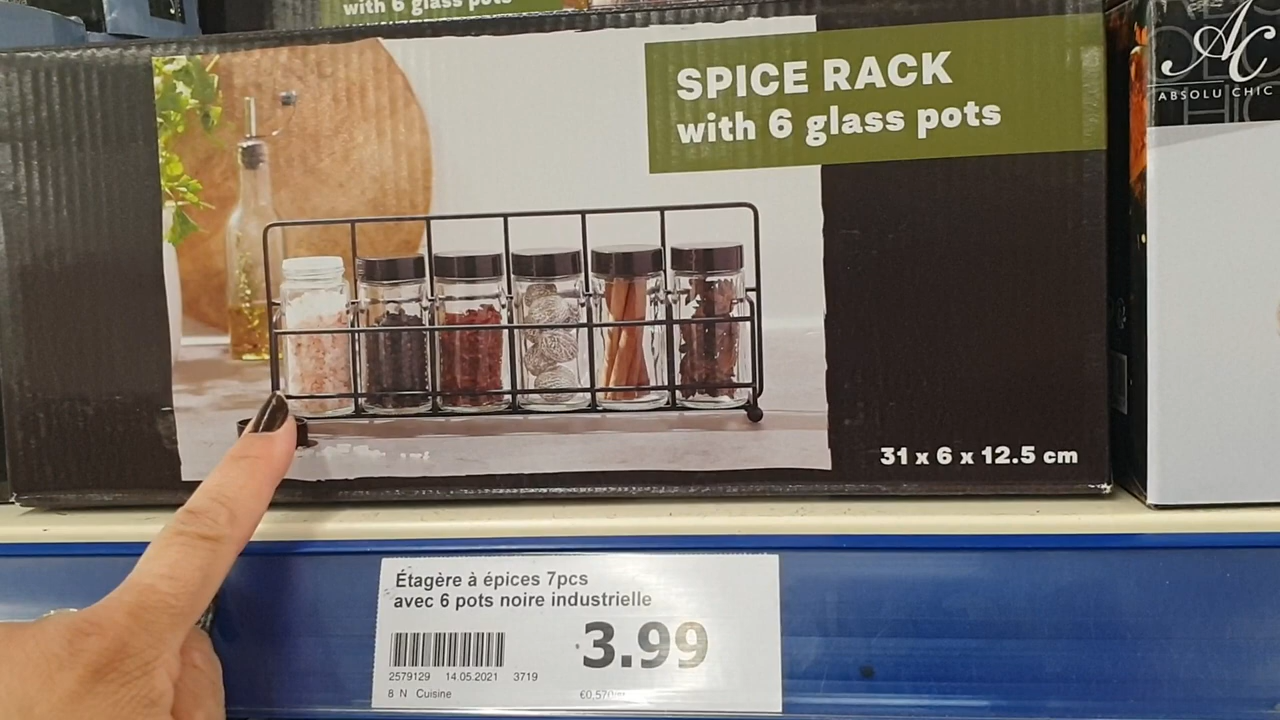 with 6 glass pots
SPICE RACK
with 6 glass pots
31 x 6 x 12.5 cm
AC
ABSOLU CHIC
Étagère à épices 7pcs
avec 6 pots noire industrielle
3.99
2579129 14.05.2021 3719
8 N Cuisine